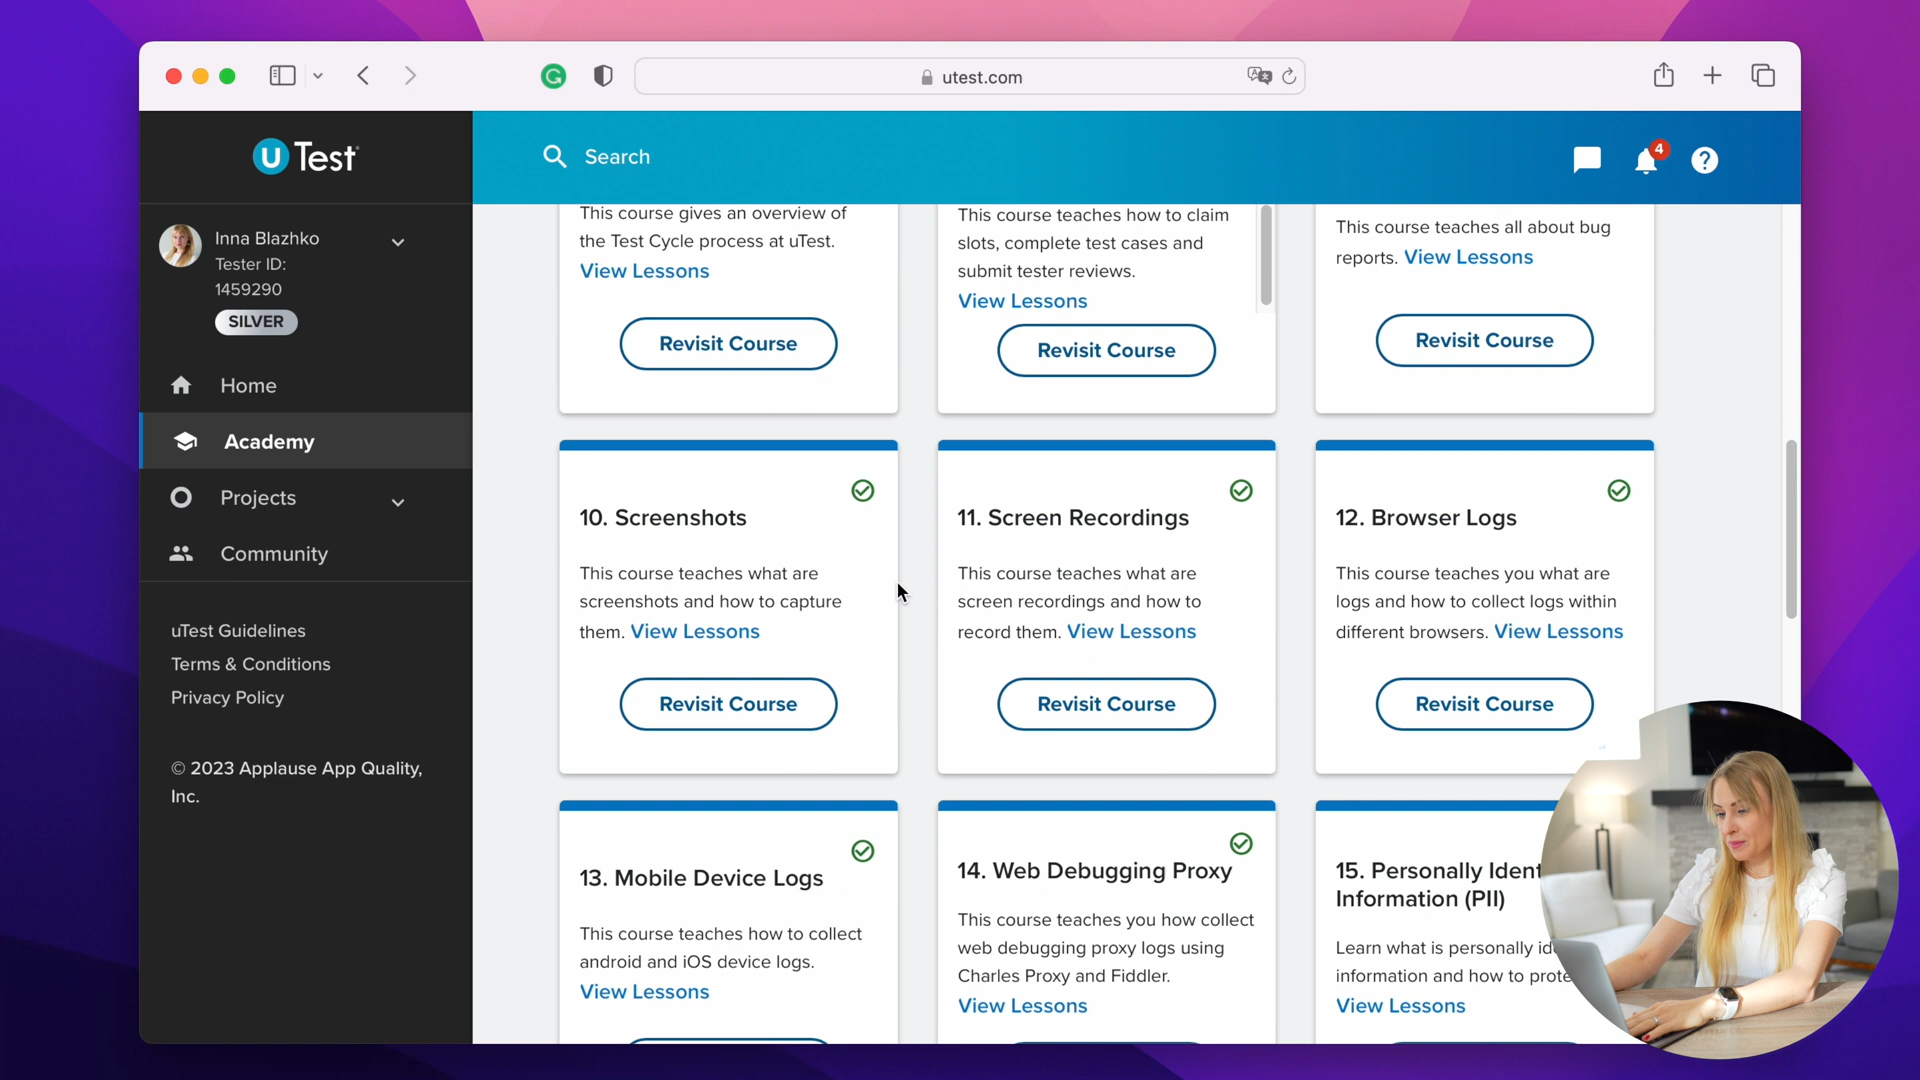 utest.com
U Test
Search
4
Inna Blazhko
Tester ID:
1459290
SILVER
Home
Academy
Projects
Community
uTest Guidelines
Terms & Conditions
Privacy Policy
© 2023 Applause App Quality,
Inc.
This course gives an overview of
the Test Cycle process at uTest.
View Lessons
Revisit Course
This course teaches how to claim
slots, complete test cases and
submit tester reviews.
View Lessons
Revisit Course
This course teaches all about bug
reports. View Lessons
Revisit Course
10. Screenshots
This course teaches what are
screenshots and how to capture
them. View Lessons
Revisit Course
11. Screen Recordings
This course teaches what are
screen recordings and how to
record them. View Lessons
Revisit Course
12. Browser Logs
This course teaches you what are
logs and how to collect logs within
different browsers. View Lessons
Revisit Course
13. Mobile Device Logs
This course teaches how to collect
android and iOS device logs.
View Lessons
14. Web Debugging Proxy
This course teaches you how collect
web debugging proxy logs using
Charles Proxy and Fiddler.
View Lessons
15. Personally Ident
Information (PII)
Learn what is personally id
information and how to prote
View Lessons